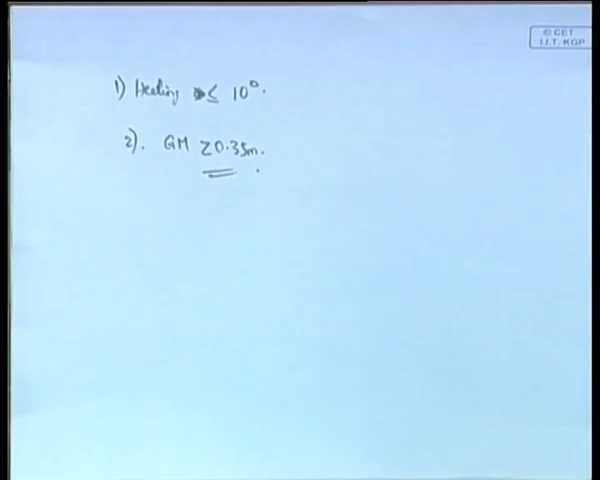 © CET
I.I.T. KGP
1) Heeling ≤ 10°.
2). GM ≥0.35m.